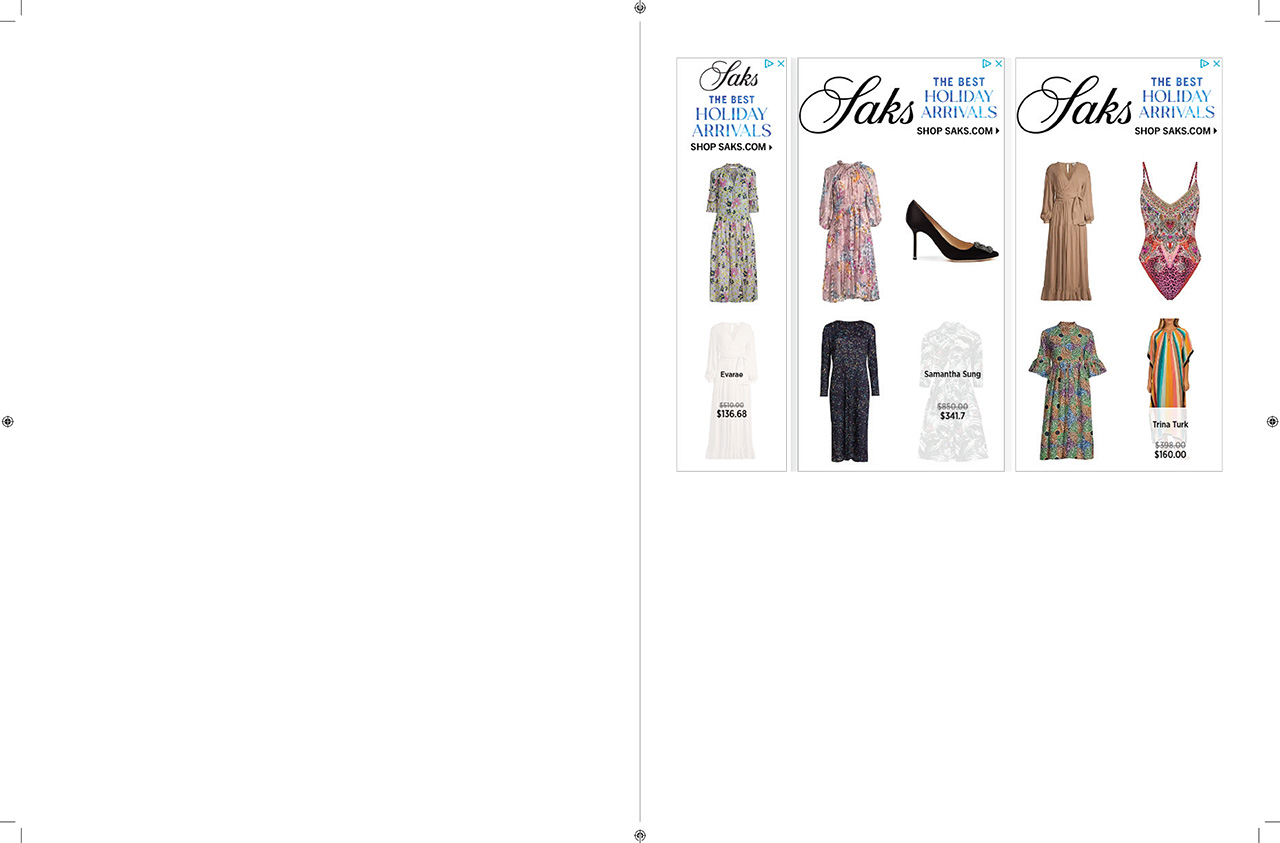 Saks
THE BEST
HOLIDAY
ARRIVALS
SHOP SAKS.COM
Evarae
$510.00
$136.68
Saks
THE BEST
HOLIDAY
ARRIVALS
SHOP SAKS.COM
Samantha Sung
$850.00
$341.7
Saks
THE BEST
HOLIDAY
ARRIVALS
SHOP SAKS.COM
Trina Turk
$398.00
$160.00